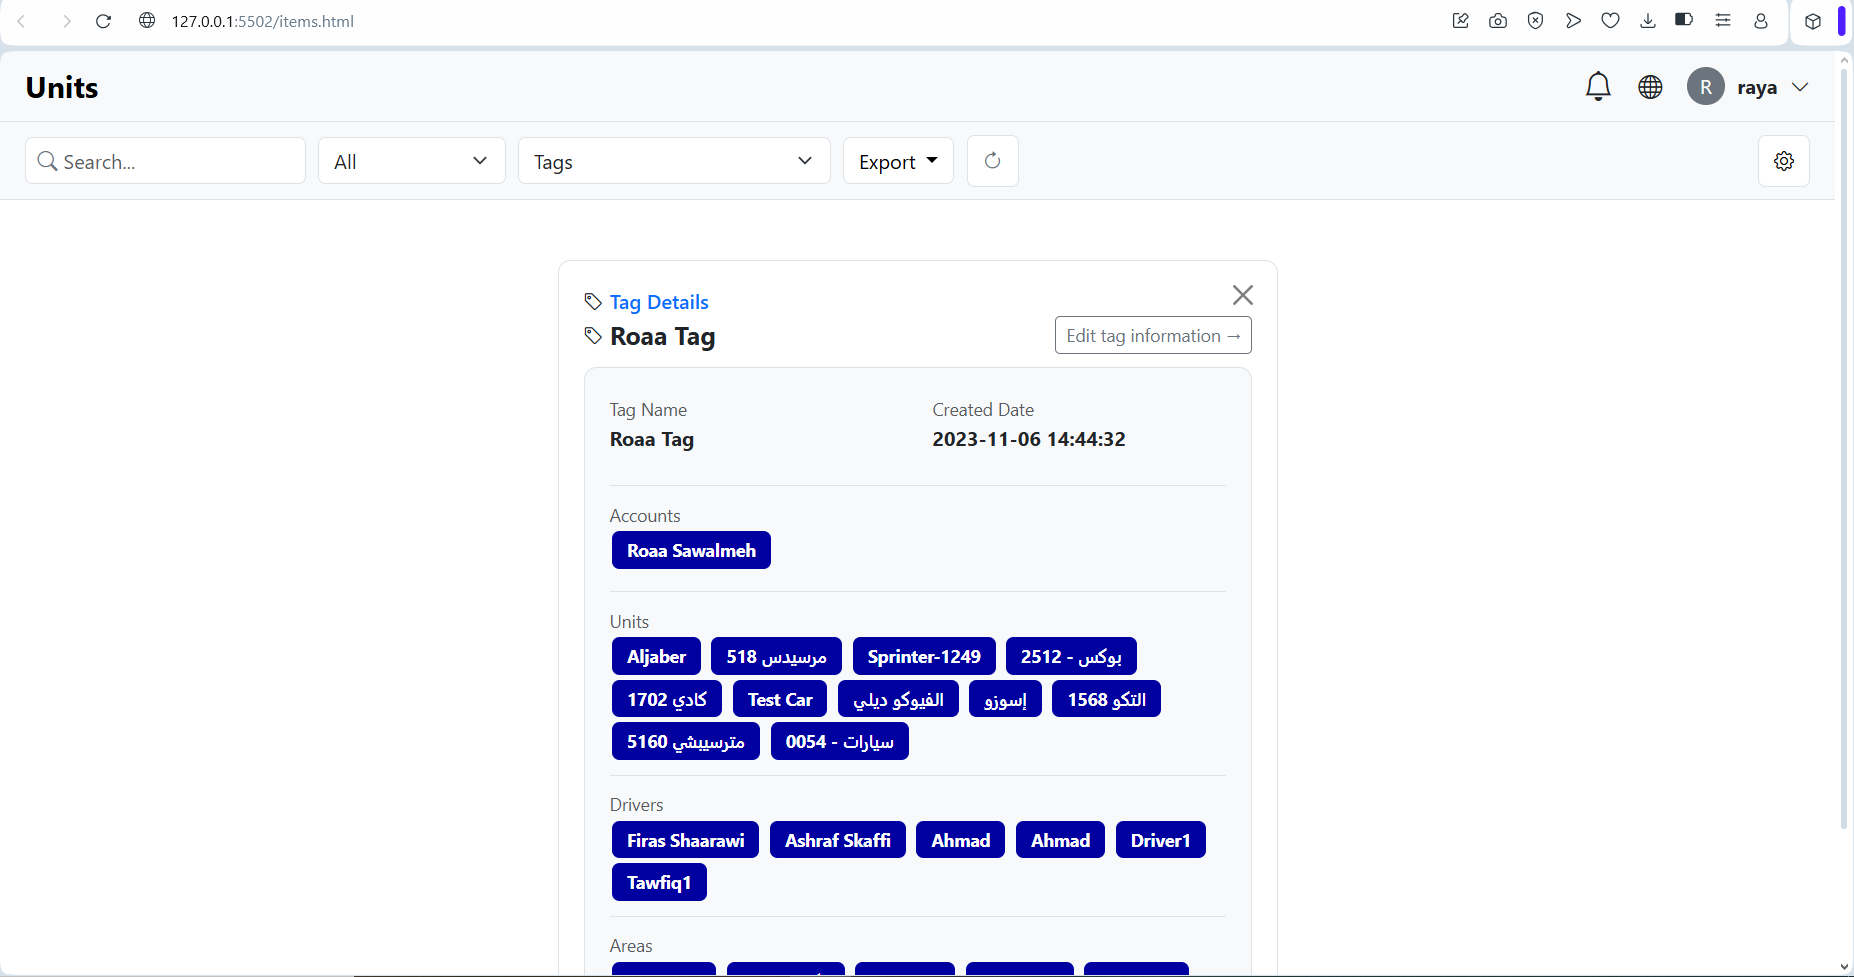 127.0.0.1:5502/items.html
Units
R raya
Search... All Tags Export
Tag Details
Roaa Tag Edit tag information →
Tag Name Created Date
Roaa Tag 2023-11-06 14:44:32
Accounts
Roaa Sawalmeh
Units
Aljaber مرسيدس 518 Sprinter-1249 بوكس - 2512
كادي 1702 Test Car الفيوكو ديلي إسوزو التكو 1568
مترسيبشي 5160 سيارات - 0054
Drivers
Firas Shaarawi Ashraf Skaffi Ahmad Ahmad Driver1
Tawfiq1
Areas